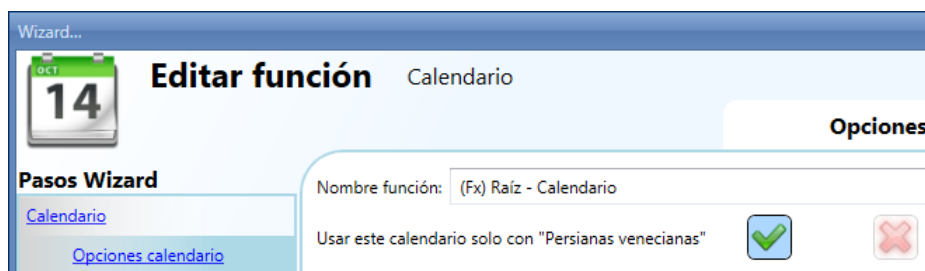 Wizard...
OCT
14
Editar función
Calendario
Opciones
Pasos Wizard
Calendario
Opciones calendario
Nombre función: (Fx) Raíz - Calendario
Usar este calendario solo con "Persianas venecianas"